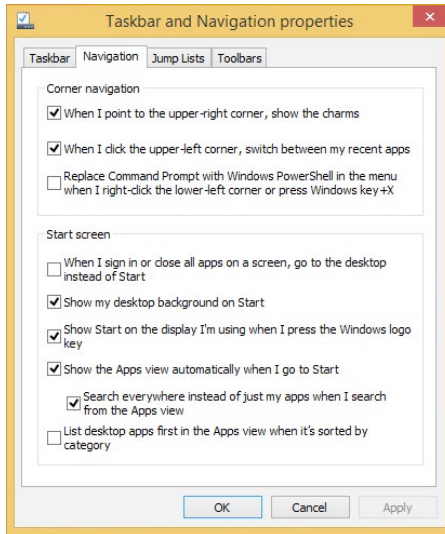 Taskbar and Navigation properties
Taskbar Navigation Jump Lists Toolbars
Corner navigation
When I point to the upper-right corner, show the charms
When I click the upper-left corner, switch between my recent apps
Replace Command Prompt with Windows PowerShell in the menu
when I right-click the lower-left corner or press Windows key+X
Start screen
When I sign in or close all apps on a screen, go to the desktop
instead of Start
Show my desktop background on Start
Show Start on the display I'm using when I press the Windows logo
key
Show the Apps view automatically when I go to Start
Search everywhere instead of just my apps when I search
from the Apps view
List desktop apps first in the Apps view when it's sorted by
category
OK Cancel Apply